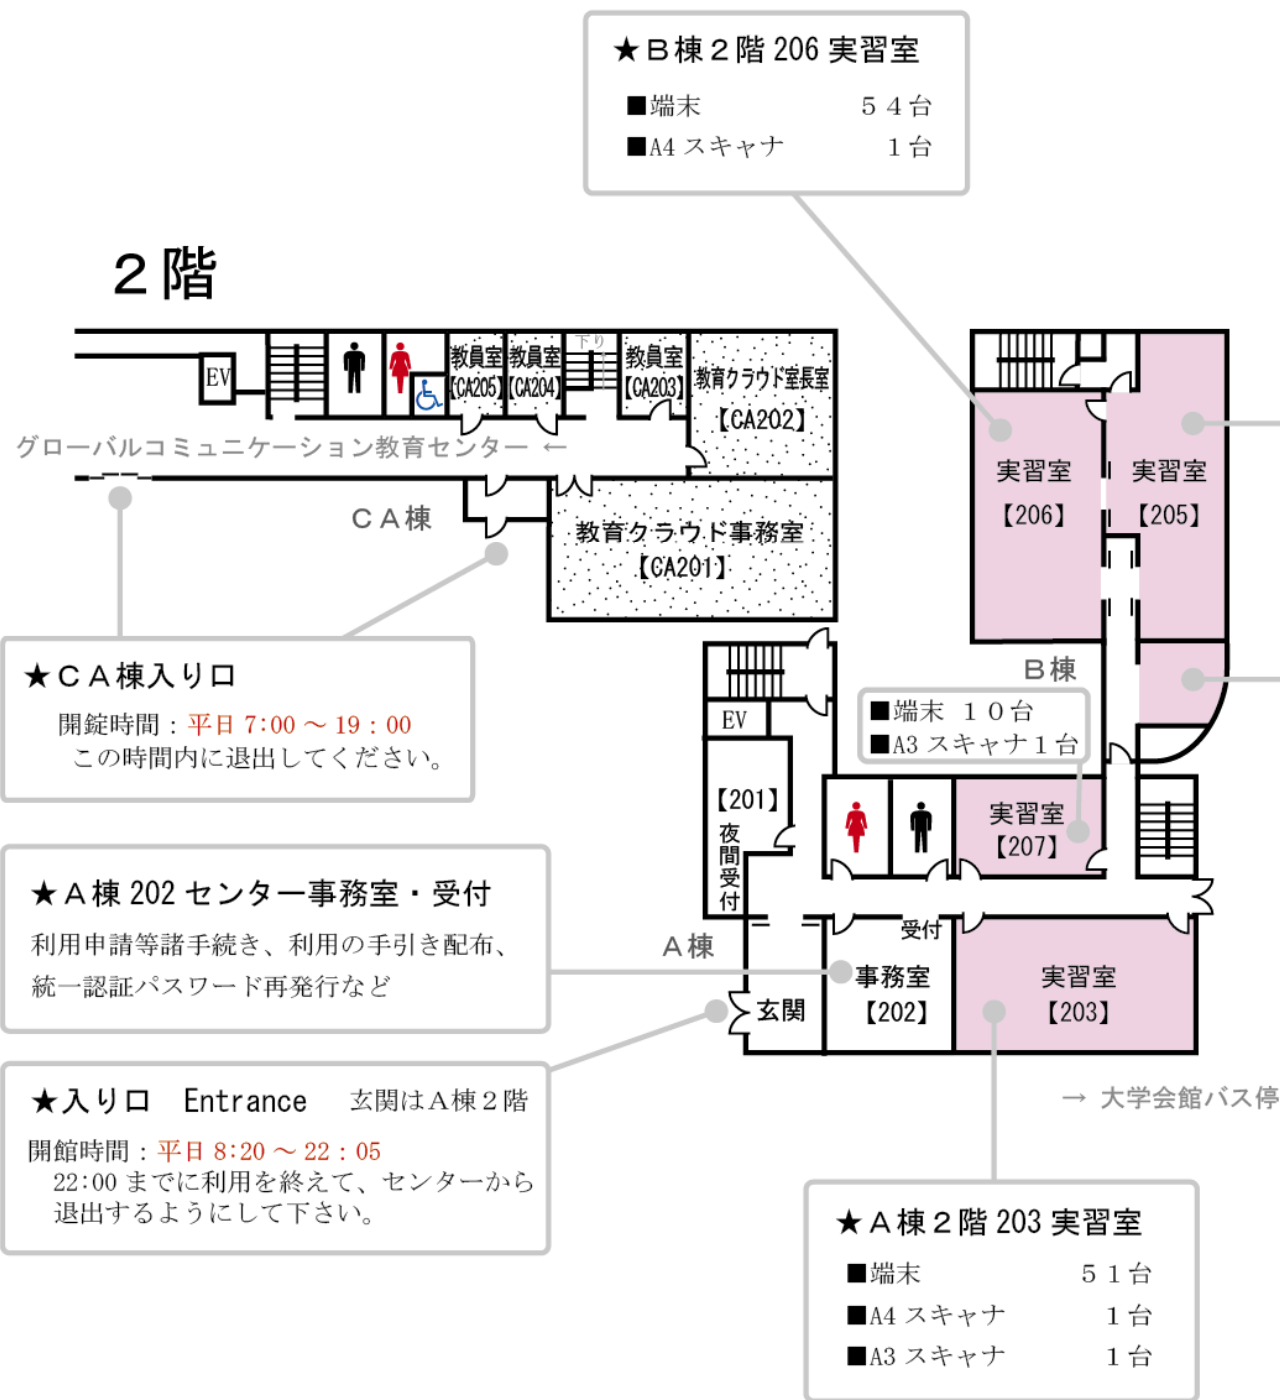 ★B棟2階 206 実習室
■端末 54台
■A4 スキャナ 1台
2階
EV
教員室
【CA205】
教員室
【CA204】
下り
教員室
【CA203】
教育クラウド室長室
【CA202】
グローバルコミュニケーション教育センター ←
CA棟
教育クラウド事務室
【CA201】
実習室
【206】
実習室
【205】
★CA棟入り口
開錠時間：平日 7:00 ～ 19：00
この時間内に退出してください。
B棟
■端末 10台
■A3 スキャナ1台
EV
【201】
夜間受付
実習室
【207】
★A棟 202 センター事務室・受付
利用申請等諸手続き、利用の手引き配布、
統一認証パスワード再発行など
A棟
受付
事務室
【202】
実習室
【203】
玄関
★入り口 Entrance 玄関はA棟2階
開館時間：平日 8:20 ～ 22：05
22:00 までに利用を終えて、センターから
退出するようにして下さい。
→ 大学会館バス停
★A棟2階 203 実習室
■端末 51台
■A4 スキャナ 1台
■A3 スキャナ 1台